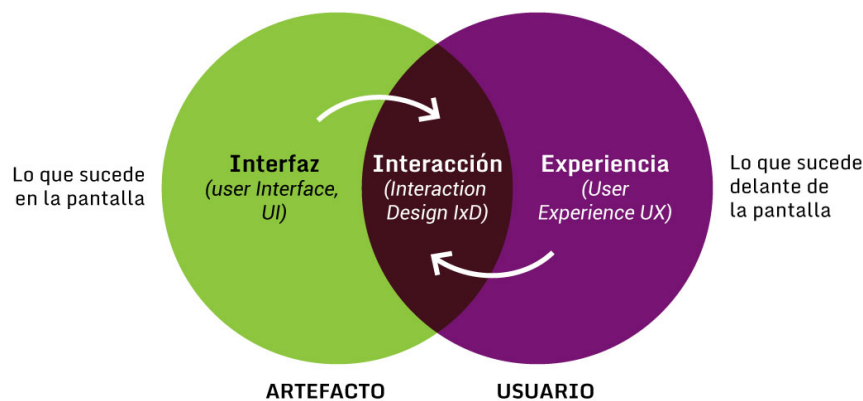 Lo que sucede
en la pantalla
Interfaz
(user Interface,
UI)
Interacción
(Interaction
Design IxD)
Experiencia
(User
Experience UX)
Lo que sucede
delante de
la pantalla
ARTEFACTO
USUARIO